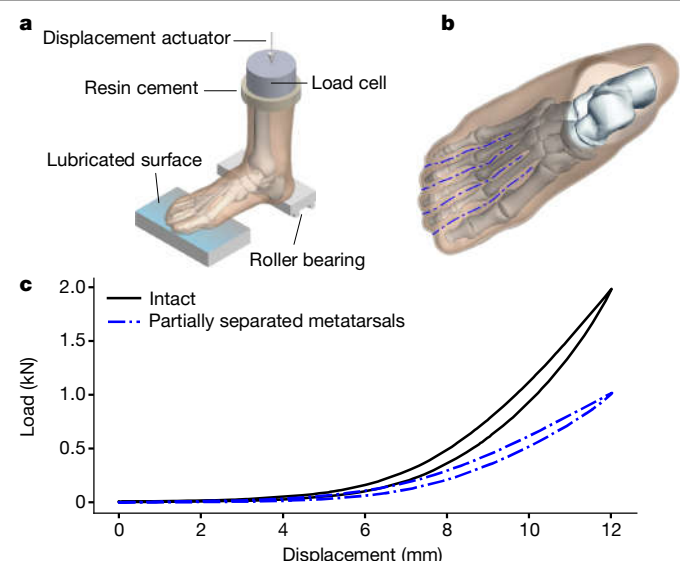 a
Displacement actuator
Resin cement
Load cell
Lubricated surface
Roller bearing
b
c
Intact
Partially separated metatarsals
Load (kN)
2.0
1.5
1.0
0.5
0
0 2 4 6 8 10 12
Displacement (mm)